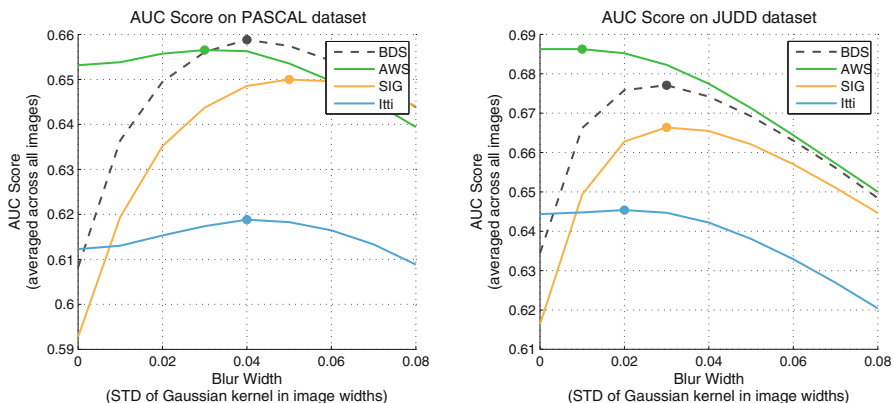 AUC Score on PASCAL dataset
0.66
0.65
0.64
0.63
0.62
0.61
0.6
0.59
AUC Score
(averaged across all images)
BDS
AWS
SIG
Itti
0
0.02
0.04
0.06
0.08
Blur Width
(STD of Gaussian kernel in image widths)
AUC Score on JUDD dataset
0.69
0.68
0.67
0.66
0.65
0.64
0.63
0.62
0.61
AUC Score
(averaged across all images)
BDS
AWS
SIG
Itti
0
0.02
0.04
0.06
0.08
Blur Width
(STD of Gaussian kernel in image widths)